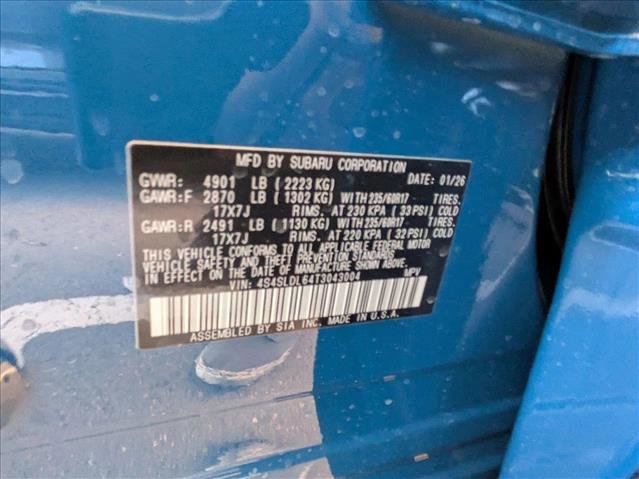 MFD BY SUBARU CORPORATION
GVWR: 4901 LB (2223 KG) DATE: 01/26
GAWR:F 2870 LB (1302 KG) WITH 235/60R17 TIRES.
17X7J RIMS. AT 230 KPA (33 PSI) COLD
GAWR:R 2491 LB (1130 KG) WITH 235/60R17 TIRES.
17X7J RIMS. AT 220 KPA (32 PSI) COLD
THIS VEHICLE CONFORMS TO ALL APPLICABLE FEDERAL MOTOR
VEHICLE SAFETY AND THEFT PREVENTION STANDARDS
IN EFFECT ON THE DATE OF MANUFACTURE SHOWN ABOVE.
VIN: 4S4SLDL64T3043004 MPV
ASSEMBLED BY SIA INC. MADE IN U.S.A.